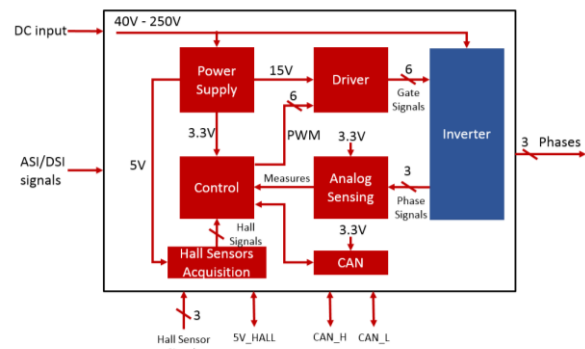 DC input
40V - 250V
Power
Supply
15V
Driver
6
Gate
Signals
Inverter
6
PWM
3.3V
3.3V
5V
ASI/DSI
signals
3 Phases
Control
Measures
Analog
Sensing
3
Phase
Signals
Hall
Signals
3.3V
Hall Sensors
Acquisition
CAN
3
Hall Sensor
5V_HALL
CAN_H
CAN_L